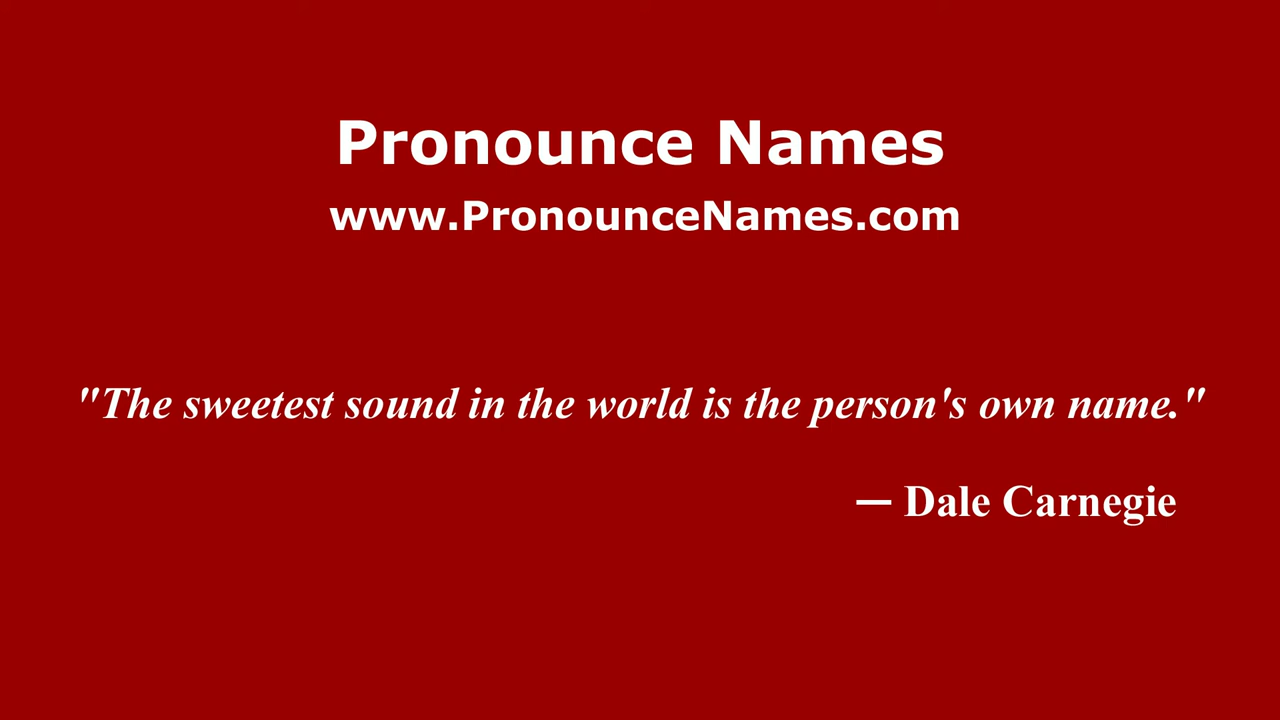 Pronounce Names
www.PronounceNames.com
"The sweetest sound in the world is the person's own name."
— Dale Carnegie